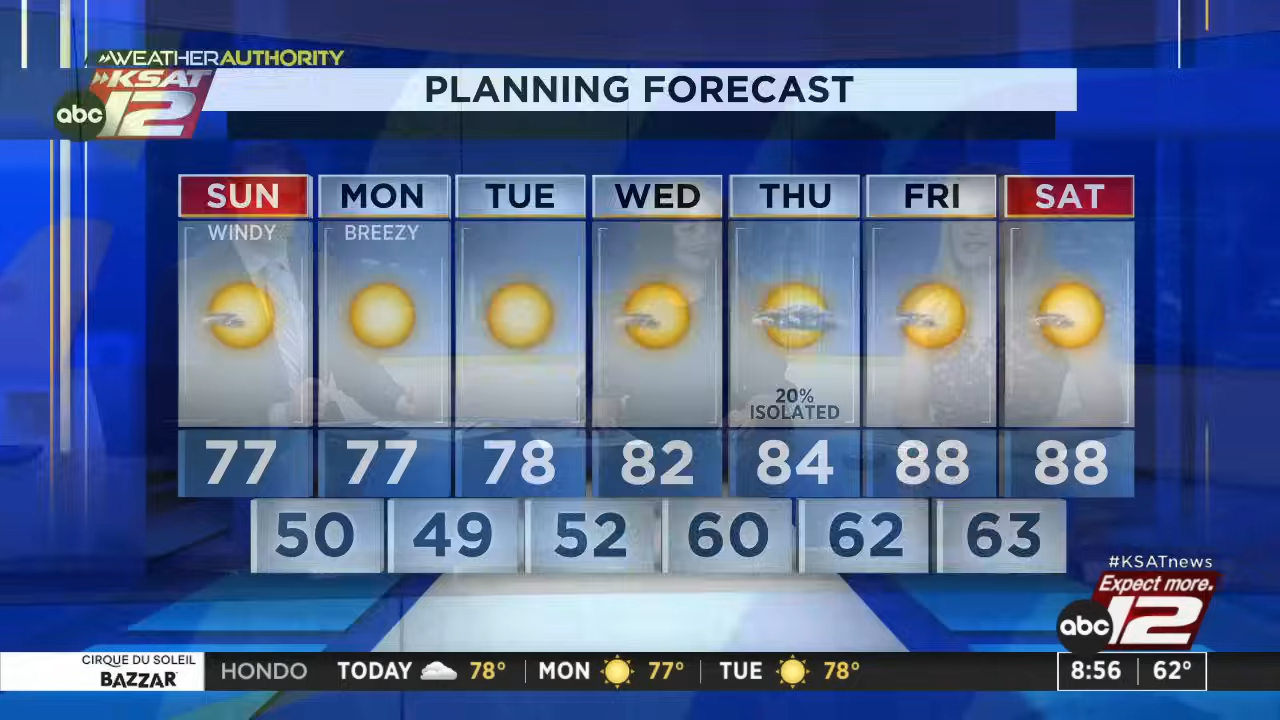 WEATHERAUTHORITY
KSAT
abc 12
PLANNING FORECAST
SUN MON TUE WED THU FRI SAT
WINDY BREEZY
20%
ISOLATED
77 77 78 82 84 88 88
50 49 52 60 62 63
#KSATnews
Expect more.
abc 12
CIRQUE DU SOLEIL
BAZZAR
HONDO TODAY 78° MON 77° TUE 78° 8:56 62°